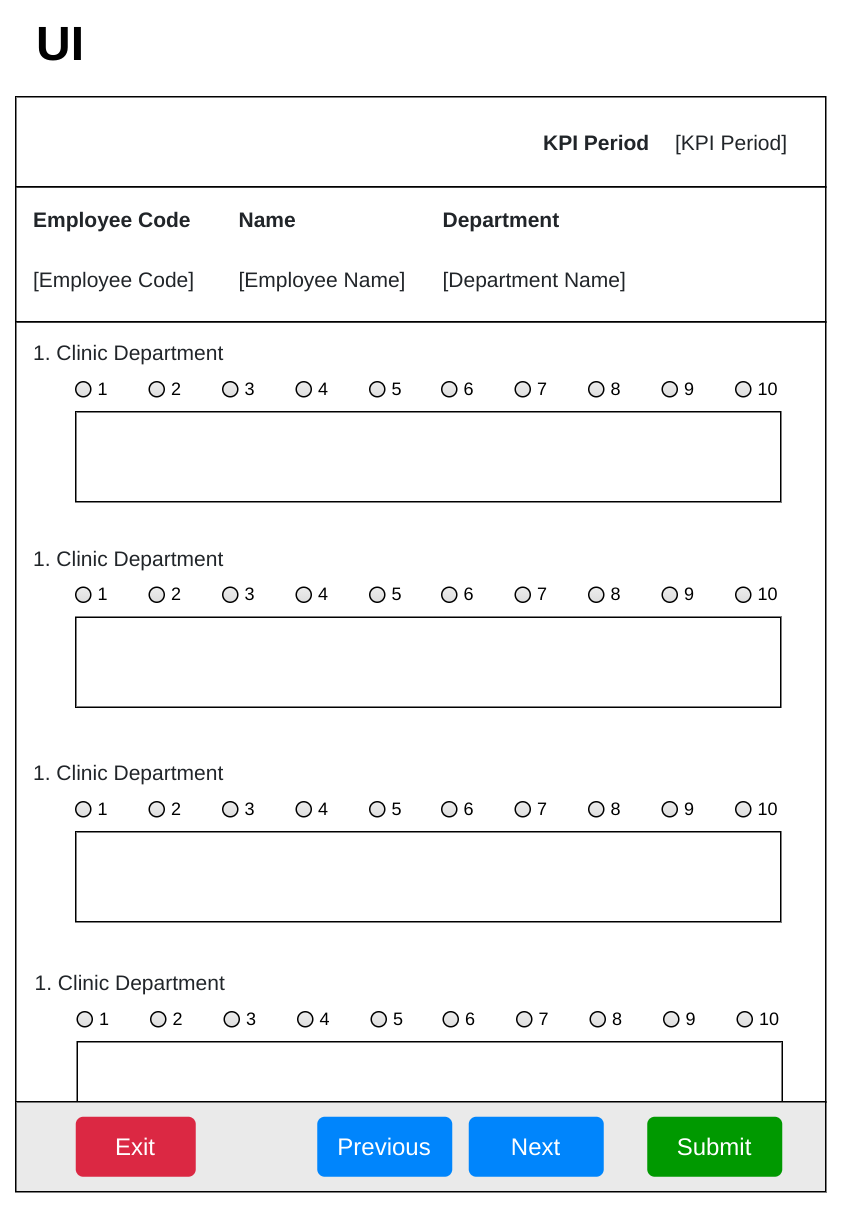 UI
KPI Period [KPI Period]
Employee Code Name Department
[Employee Code] [Employee Name] [Department Name]
1. Clinic Department
1 2 3 4 5 6 7 8 9 10
1. Clinic Department
1 2 3 4 5 6 7 8 9 10
1. Clinic Department
1 2 3 4 5 6 7 8 9 10
1. Clinic Department
1 2 3 4 5 6 7 8 9 10
Exit Previous Next Submit